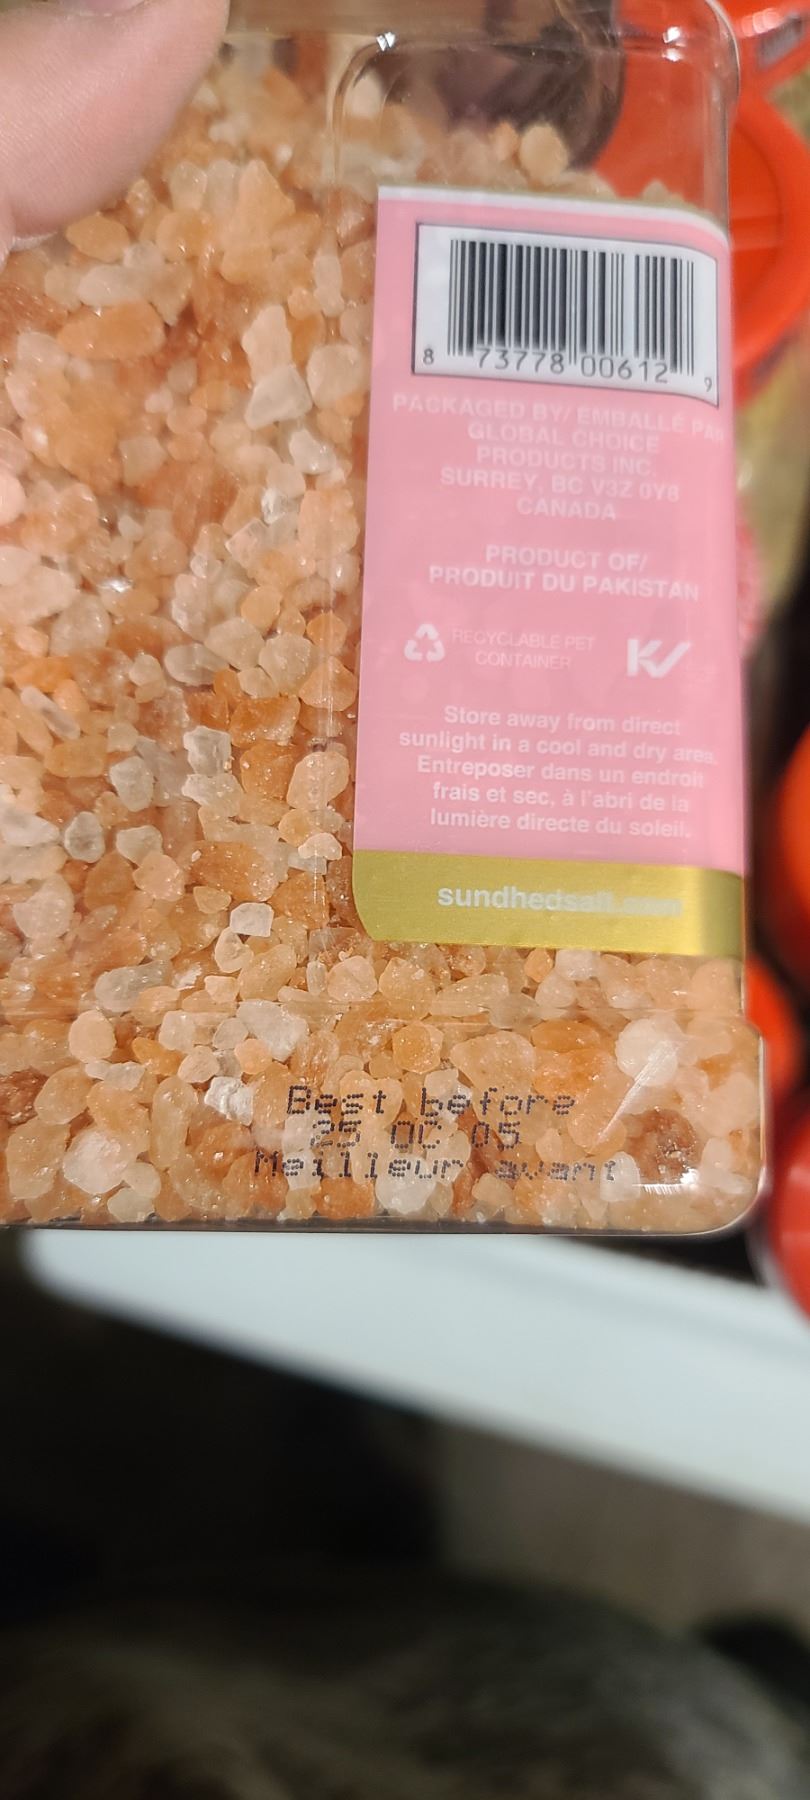 8 73778 00612 9
PACKAGED BY/ EMBALLÉ PAR
GLOBAL CHOICE
PRODUCTS INC.
SURREY, BC V3Z 0Y8
CANADA
PRODUCT OF/
PRODUIT DU PAKISTAN
RECYCLABLE PET
CONTAINER
Store away from direct
sunlight in a cool and dry area.
Entreposer dans un endroit
frais et sec, à l'abri de la
lumière directe du soleil.
sundhedsalt.com
Best before
25 OC 05
Meilleur avant